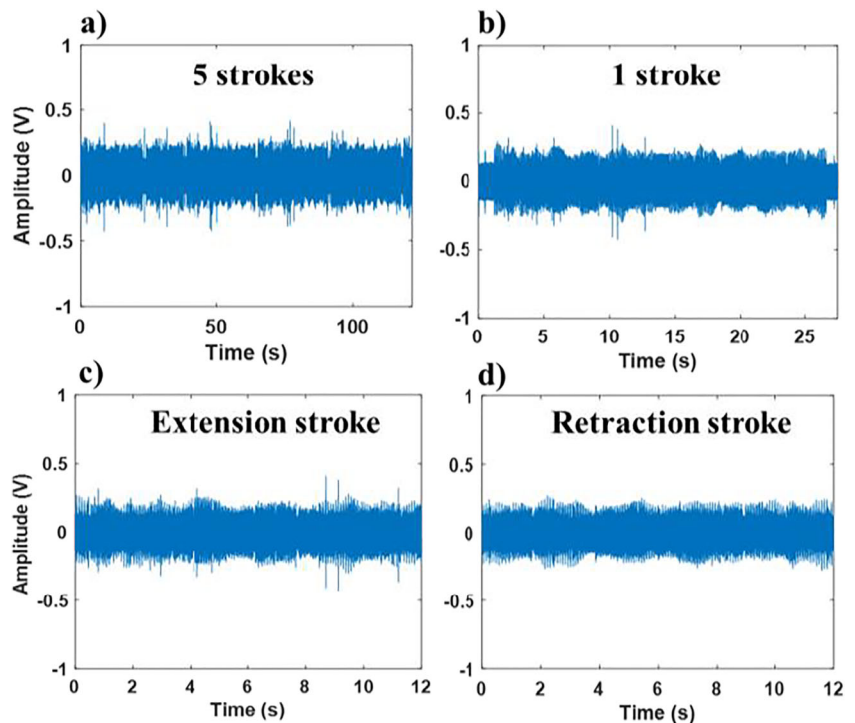 a)
5 strokes
Amplitude (V)
1
0.5
0
-0.5
-1
0 50 100
Time (s)
b)
1 stroke
1
0.5
0
-0.5
-1
0 5 10 15 20 25
Time (s)
c)
Extension stroke
Amplitude (V)
1
0.5
0
-0.5
-1
0 2 4 6 8 10 12
Time (s)
d)
Retraction stroke
1
0.5
0
-0.5
-1
0 2 4 6 8 10 12
Time (s)